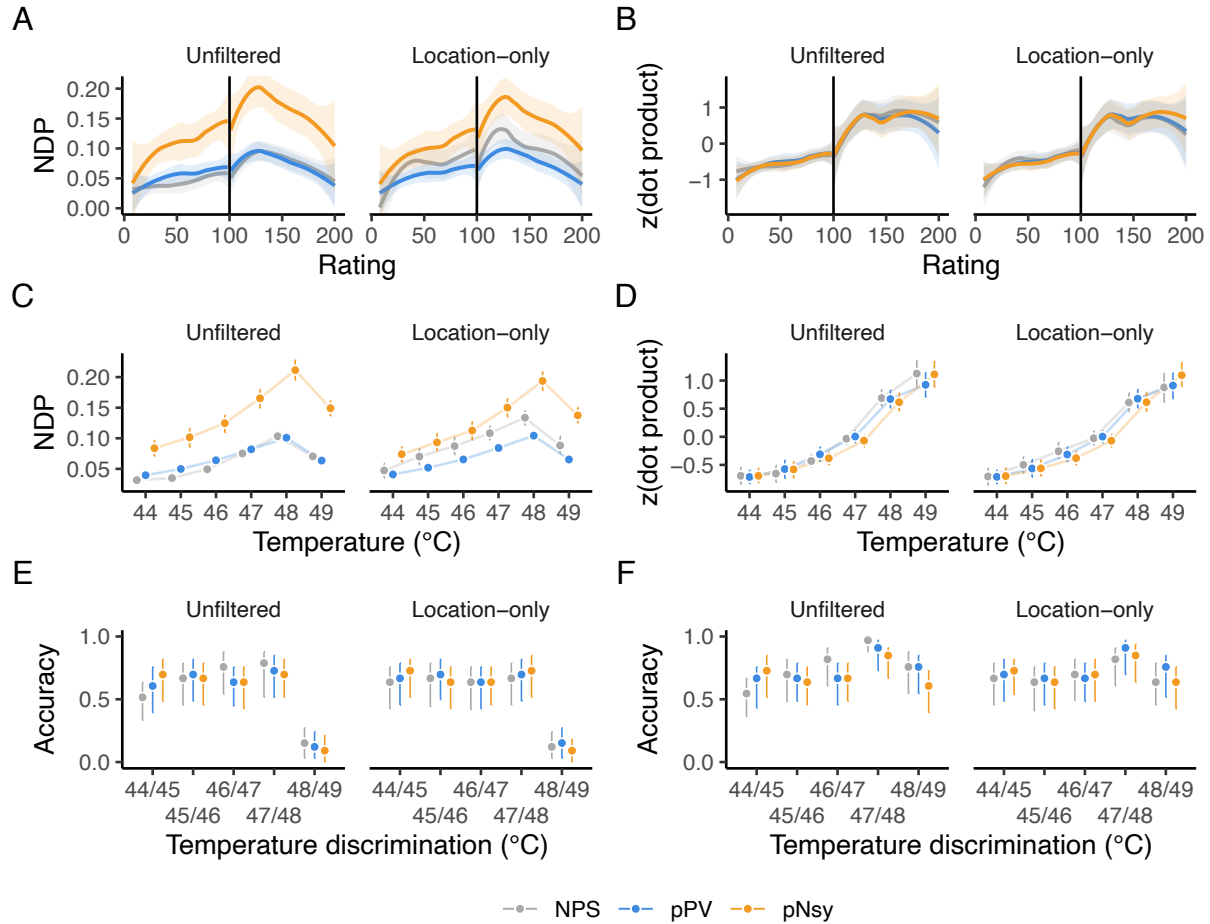 A
B
Unfiltered Location−only
Unfiltered Location−only
NDP
0.20
0.15
0.10
0.05
0.00
0 50 100 150 200 0 50 100 150 200
Rating
z(dot product)
1
0
−1
0 50 100 150 200 0 50 100 150 200
Rating
C
D
Unfiltered Location−only
Unfiltered Location−only
NDP
0.20
0.15
0.10
0.05
44 45 46 47 48 49 44 45 46 47 48 49
Temperature (°C)
z(dot product)
1.0
0.0
−0.5
44 45 46 47 48 49 44 45 46 47 48 49
Temperature (°C)
E
F
Unfiltered Location−only
Unfiltered Location−only
Accuracy
1.0
0.5
0.0
44/45 46/47 48/49 44/45 46/47 48/49
45/46 47/48 45/46 47/48
Temperature discrimination (°C)
Accuracy
1.0
0.5
0.0
44/45 46/47 48/49 44/45 46/47 48/49
45/46 47/48 45/46 47/48
Temperature discrimination (°C)
NPS pPV pNsy